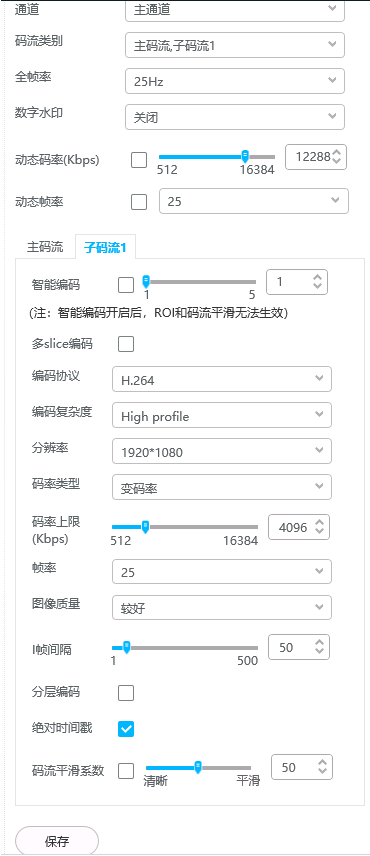 通道 主通道
码流类别 主码流,子码流1
全帧率 25Hz
数字水印 关闭
动态码率(Kbps) 12288
512 16384
动态帧率 25
主码流 子码流1
智能编码 1
1 5
(注：智能编码开启后，ROI和码流平滑无法生效)
多slice编码
编码协议 H.264
编码复杂度 High profile
分辨率 1920*1080
码率类型 变码率
码率上限 4096
(Kbps) 512 16384
帧率 25
图像质量 较好
I帧间隔 50
1 500
分层编码
绝对时间戳
码流平滑系数 50
清晰 平滑
保存